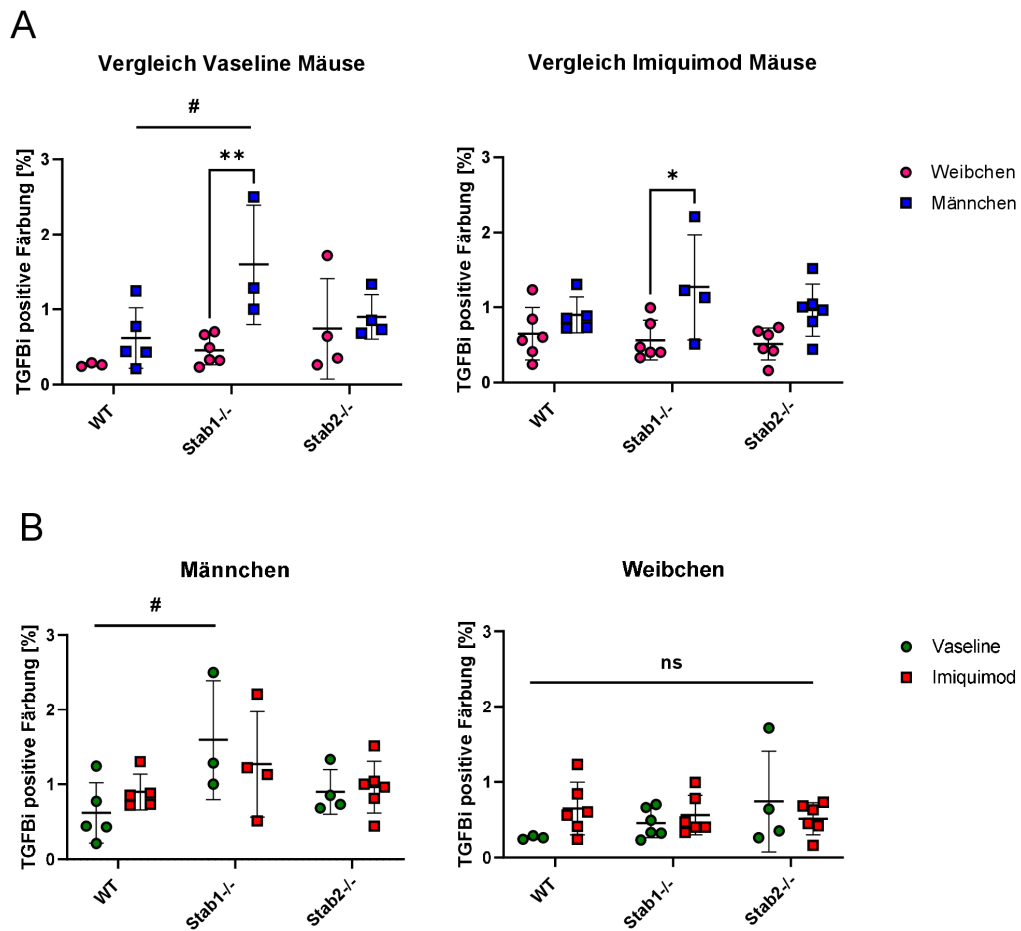 A
Vergleich Vaseline Mäuse
#
**
TGFBi positive Färbung [%]
3
2
1
0
WT
Stab1-/-
Stab2-/-
Vergleich Imiquimod Mäuse
*
TGFBi positive Färbung [%]
3
2
1
0
WT
Stab1-/-
Stab2-/-
Weibchen
Männchen
B
Männchen
#
TGFBi positive Färbung [%]
3
2
1
0
WT
Stab1-/-
Stab2-/-
Weibchen
ns
TGFBi positive Färbung [%]
3
2
1
0
WT
Stab1-/-
Stab2-/-
Vaseline
Imiquimod